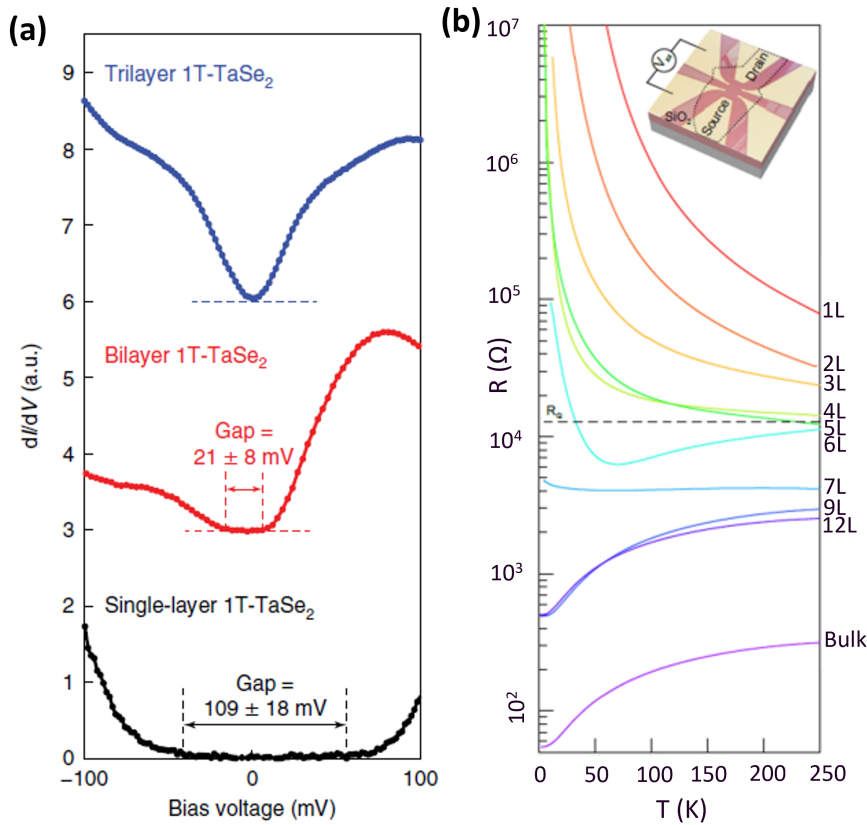 (a)
9
8
7
6
5
4
3
2
1
0
dI/dV (a.u.)
Trilayer 1T-TaSe₂
Bilayer 1T-TaSe₂
Gap =
21 ± 8 mV
Single-layer 1T-TaSe₂
Gap =
109 ± 18 mV
−100 0 100
Bias voltage (mV)
(b)
10⁷
10⁶
10⁵
10⁴
10³
10²
R (Ω)
Drain
Source
SiO₂
1L
2L
3L
4L
5L
6L
7L
9L
12L
Bulk
0 50 100 150 200 250
T (K)